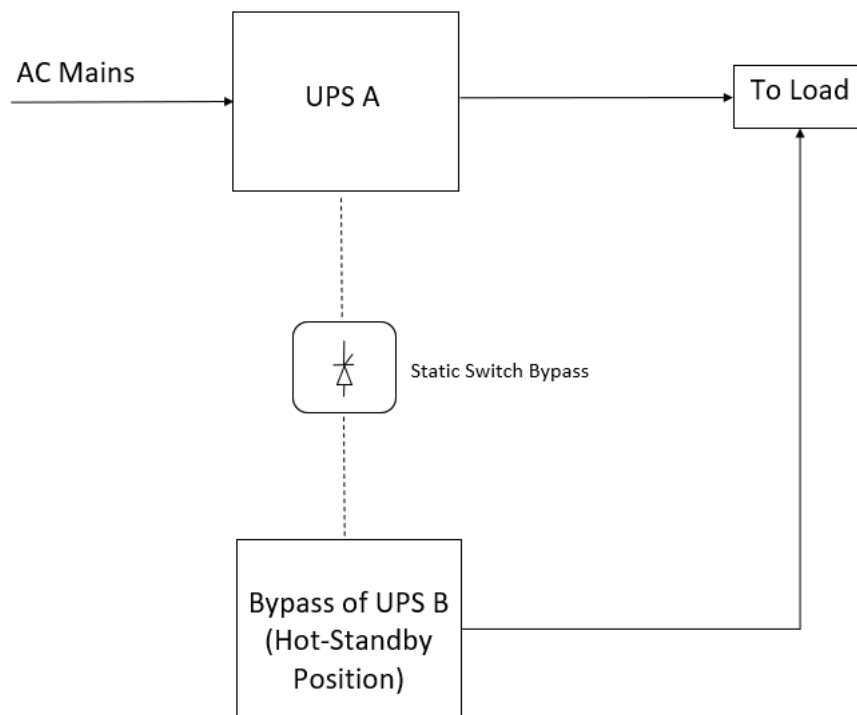 AC Mains
UPS A
To Load
Static Switch Bypass
Bypass of UPS B
(Hot-Standby
Position)